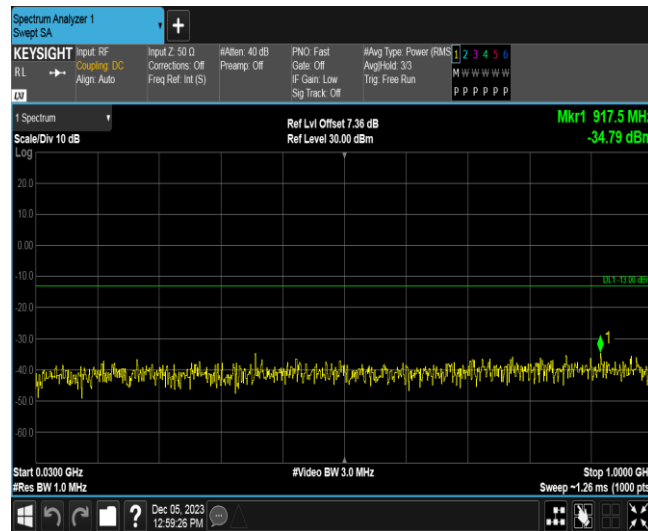 Spectrum Analyzer 1
Swept SA
+
KEYSIGHT
RL
LXI
Input: RF
Coupling: DC
Align: Auto
Input Z: 50 Ω
Corrections: Off
Freq Ref: Int (S)
#Atten: 40 dB
Preamp: Off
PNO: Fast
Gate: Off
IF Gain: Low
Sig Track: Off
#Avg Type: Power (RMS
Avg|Hold: 3/3
Trig: Free Run
1 2 3 4 5 6
M W W W W W
P P P P P P
1 Spectrum
Scale/Div 10 dB
Log
Ref Lvl Offset 7.36 dB
Ref Level 30.00 dBm
Mkr1 917.5 MHz
-34.79 dBm
20.0
10.0
0.00
-10.0
DL1 -13.00 dBm
-20.0
-30.0
1
-40.0
-50.0
-60.0
Start 0.0300 GHz
#Res BW 1.0 MHz
#Video BW 3.0 MHz
Stop 1.0000 GHz
Sweep ~1.26 ms (1000 pts)
?
Dec 05, 2023
12:59:26 PM